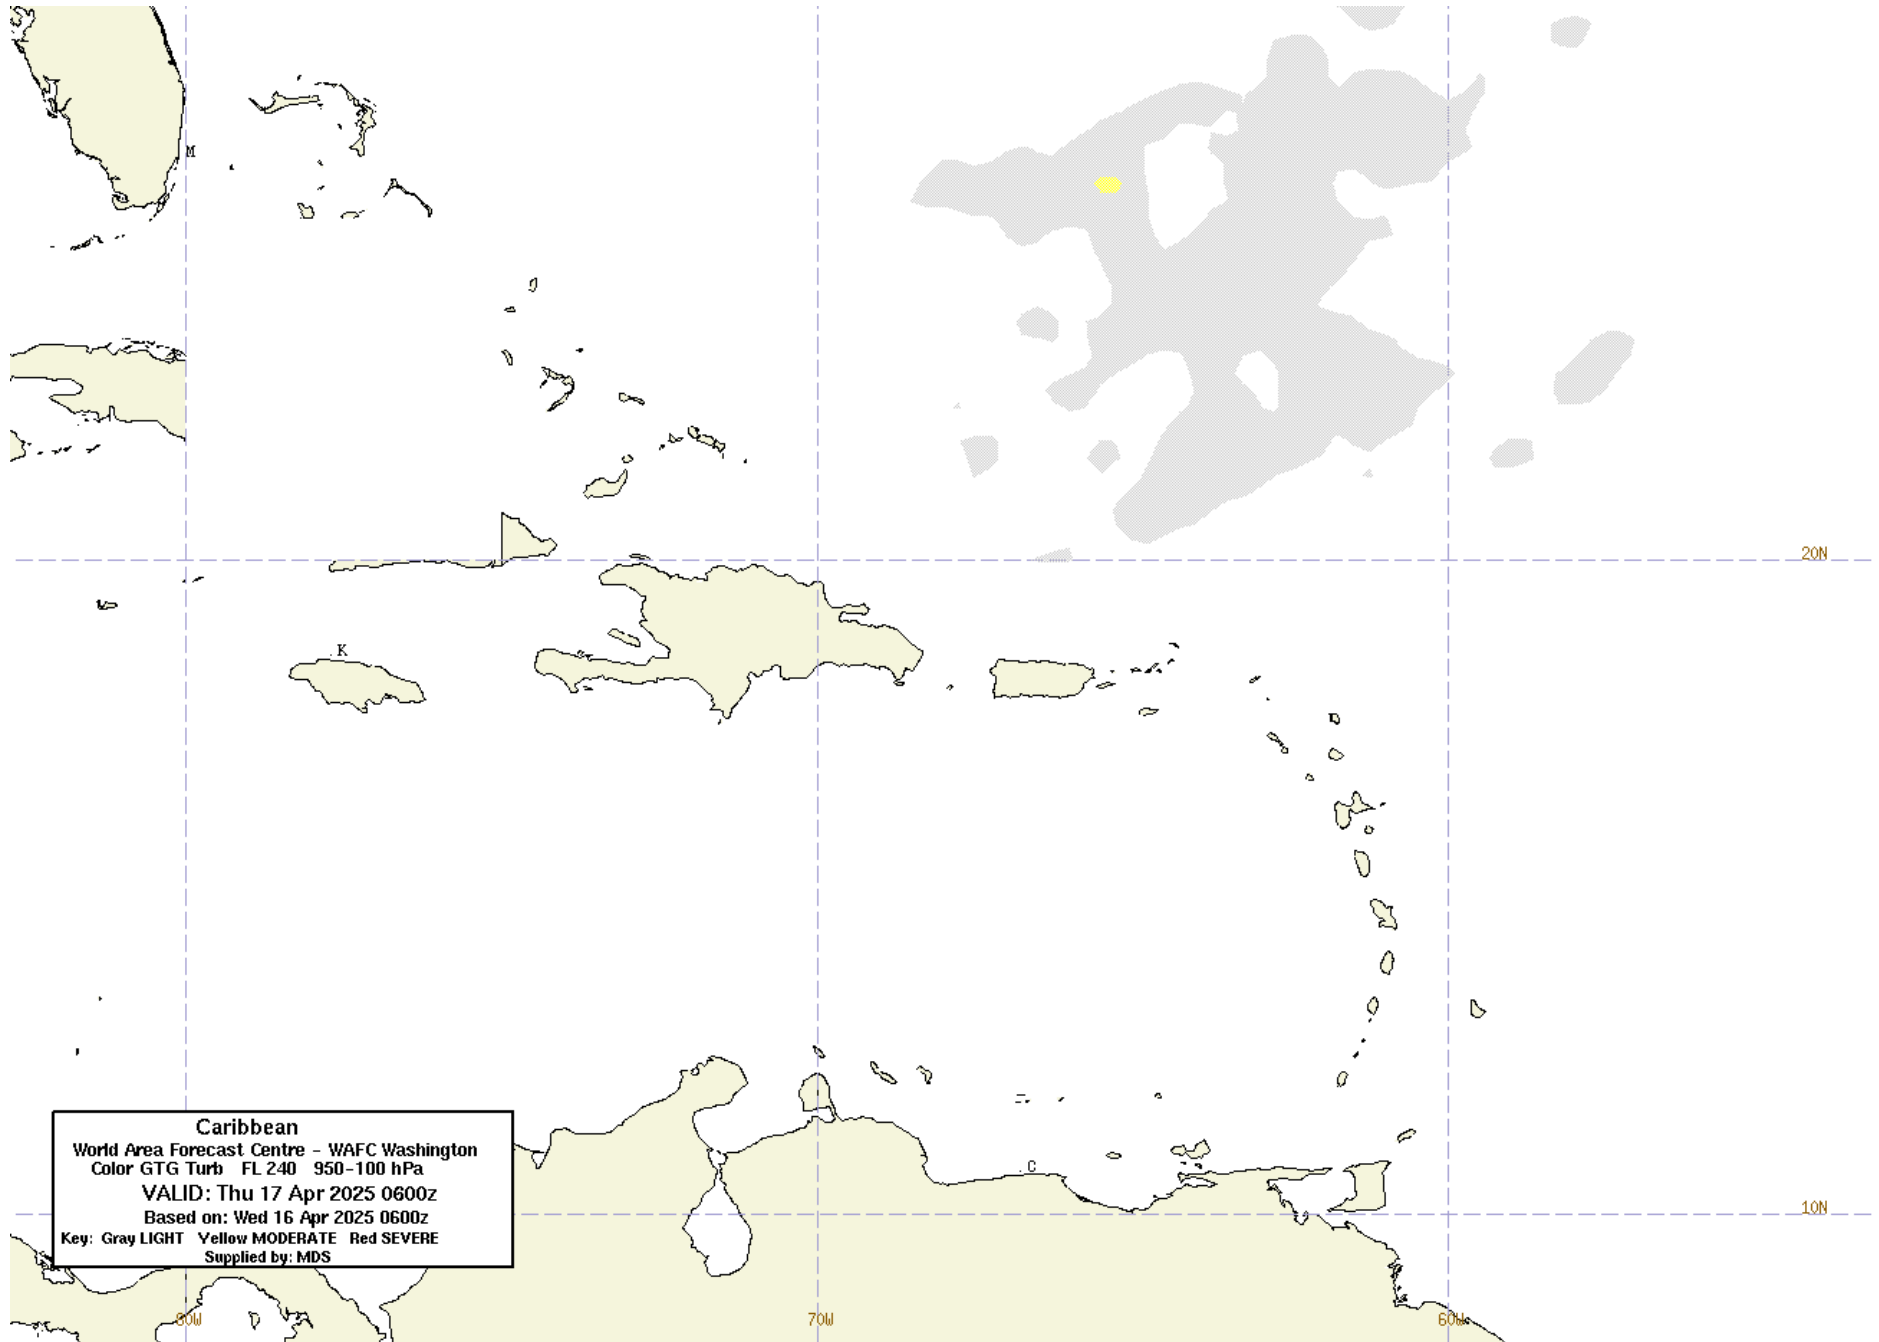 M
20N
K
C
Caribbean
World Area Forecast Centre - WAFC Washington
Color GTG Turb FL 240 950-100 hPa
VALID: Thu 17 Apr 2025 0600z
Based on: Wed 16 Apr 2025 0600z
Key: Gray LIGHT Yellow MODERATE Red SEVERE
Supplied by: MDS
10N
80W
70W
60W